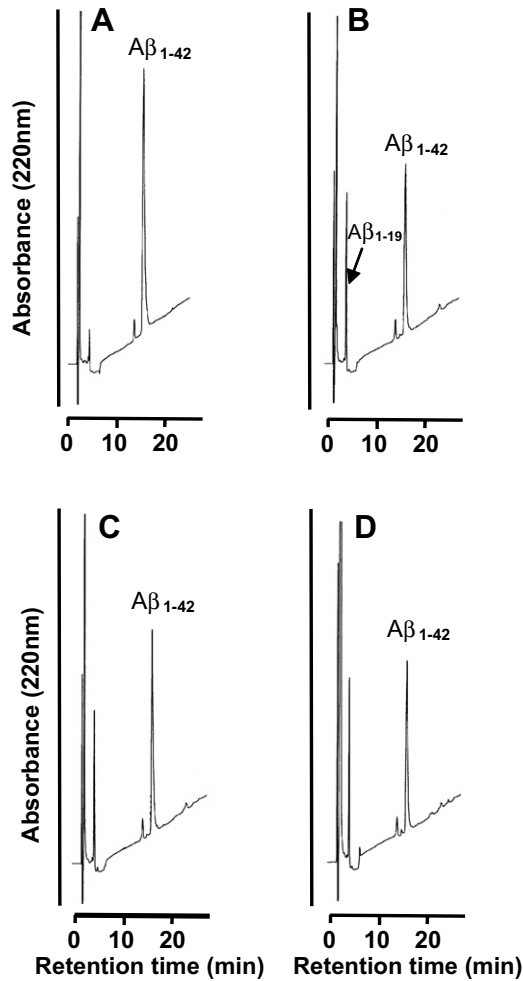 A
B
Aβ1-42
Aβ1-42
Aβ1-19
Absorbance (220nm)
0 10 20
0 10 20
C
D
Aβ1-42
Aβ1-42
Absorbance (220nm)
0 10 20
0 10 20
Retention time (min)
Retention time (min)